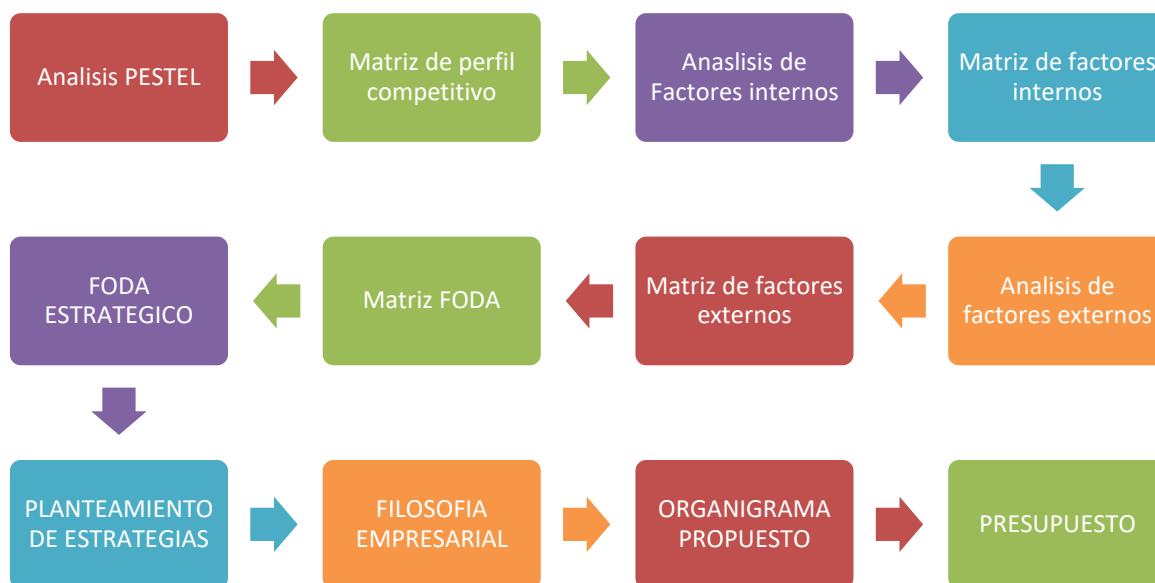 Analisis PESTEL
Matriz de perfil
competitivo
Anaslisis de
Factores internos
Matriz de factores
internos
Analisis de
factores externos
Matriz de factores
externos
Matriz FODA
FODA
ESTRATEGICO
PLANTEAMIENTO
DE ESTRATEGIAS
FILOSOFIA
EMPRESARIAL
ORGANIGRAMA
PROPUESTO
PRESUPUESTO